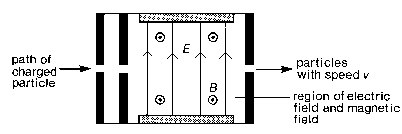 path of
charged
particle
E
B
particles
with speed v
region of electric
field and magnetic
field